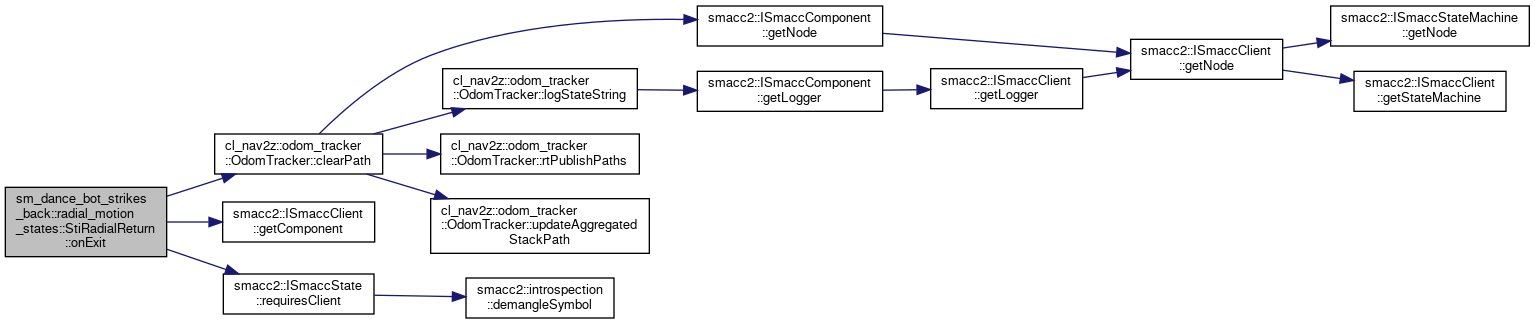 sm_dance_bot_strikes
_back::radial_motion
_states::StiRadialReturn
::onExit
cl_nav2z::odom_tracker
::OdomTracker::clearPath
smacc2::ISmaccClient
::getComponent
smacc2::ISmaccState
::requiresClient
smacc2::ISmaccComponent
::getNode
cl_nav2z::odom_tracker
::OdomTracker::logStateString
cl_nav2z::odom_tracker
::OdomTracker::rtPublishPaths
cl_nav2z::odom_tracker
::OdomTracker::updateAggregated
StackPath
smacc2::introspection
::demangleSymbol
smacc2::ISmaccComponent
::getLogger
smacc2::ISmaccClient
::getLogger
smacc2::ISmaccClient
::getNode
smacc2::ISmaccStateMachine
::getNode
smacc2::ISmaccClient
::getStateMachine